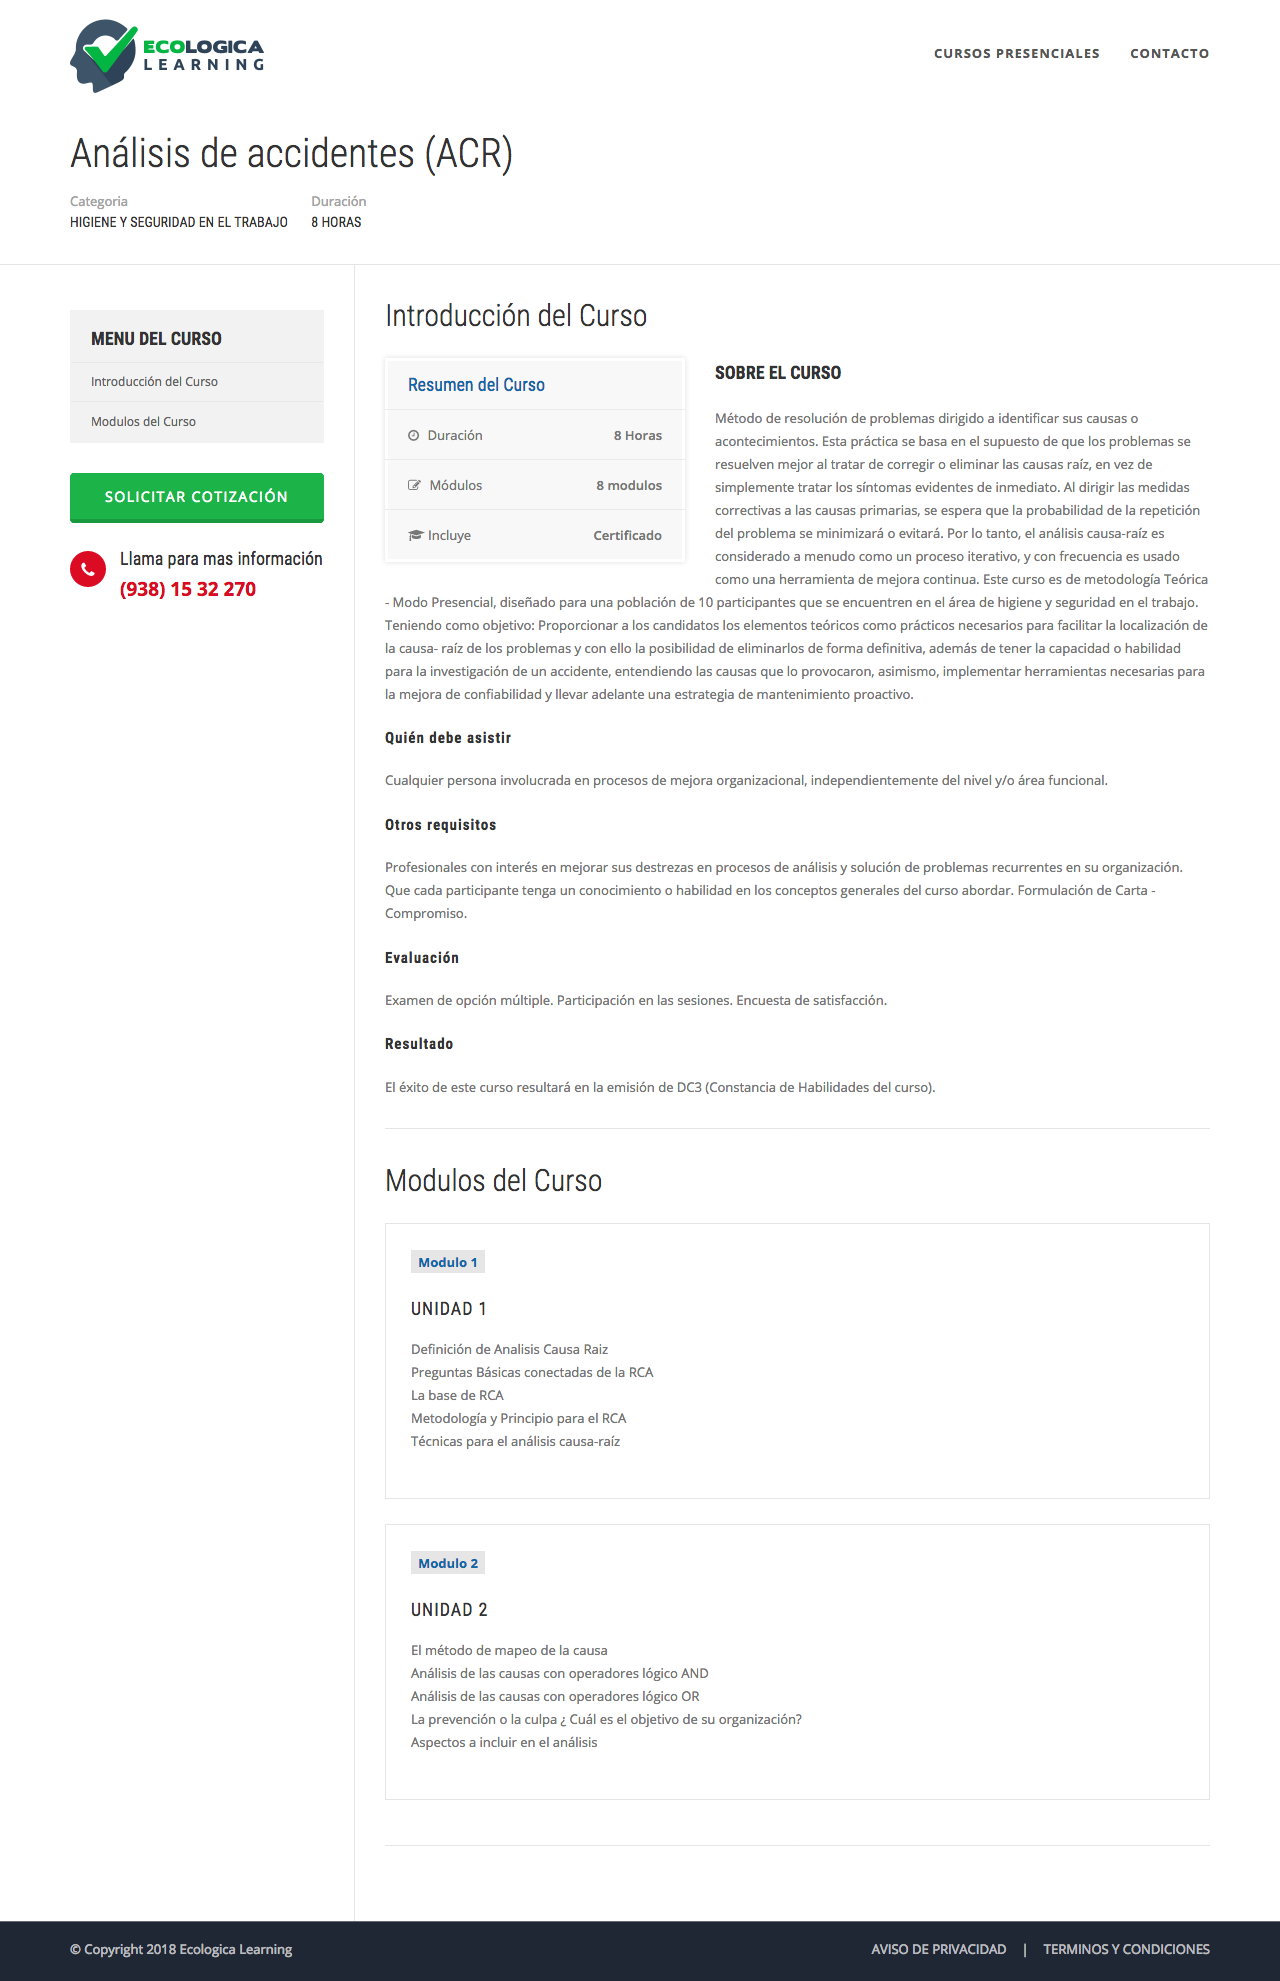 ECOLOGICA
LEARNING
CURSOS PRESENCIALES
CONTACTO
Análisis de accidentes (ACR)
Categoria
Duración
HIGIENE Y SEGURIDAD EN EL TRABAJO
8 HORAS
MENU DEL CURSO
Introducción del Curso
Modulos del Curso
SOLICITAR COTIZACIÓN
Llama para mas información
(938) 15 32 270
Introducción del Curso
Resumen del Curso
Duración
8 Horas
Módulos
8 modulos
Incluye
Certificado
SOBRE EL CURSO
Método de resolución de problemas dirigido a identificar sus causas o
acontecimientos. Esta práctica se basa en el supuesto de que los problemas se
resuelven mejor al tratar de corregir o eliminar las causas raíz, en vez de
simplemente tratar los síntomas evidentes de inmediato. Al dirigir las medidas
correctivas a las causas primarias, se espera que la probabilidad de la repetición
del problema se minimizará o evitará. Por lo tanto, el análisis causa-raíz es
considerado a menudo como un proceso iterativo, y con frecuencia es usado
como una herramienta de mejora continua. Este curso es de metodología Teórica
- Modo Presencial, diseñado para una población de 10 participantes que se encuentren en el área de higiene y seguridad en el trabajo.
Teniendo como objetivo: Proporcionar a los candidatos los elementos teóricos como prácticos necesarios para facilitar la localización de
la causa- raíz de los problemas y con ello la posibilidad de eliminarlos de forma definitiva, además de tener la capacidad o habilidad
para la investigación de un accidente, entendiendo las causas que lo provocaron, asimismo, implementar herramientas necesarias para
la mejora de confiabilidad y llevar adelante una estrategia de mantenimiento proactivo.
Quién debe asistir
Cualquier persona involucrada en procesos de mejora organizacional, independientemente del nivel y/o área funcional.
Otros requisitos
Profesionales con interés en mejorar sus destrezas en procesos de análisis y solución de problemas recurrentes en su organización.
Que cada participante tenga un conocimiento o habilidad en los conceptos generales del curso abordar. Formulación de Carta -
Compromiso.
Evaluación
Examen de opción múltiple. Participación en las sesiones. Encuesta de satisfacción.
Resultado
El éxito de este curso resultará en la emisión de DC3 (Constancia de Habilidades del curso).
Modulos del Curso
Modulo 1
UNIDAD 1
Definición de Analisis Causa Raiz
Preguntas Básicas conectadas de la RCA
La base de RCA
Metodología y Principio para el RCA
Técnicas para el análisis causa-raíz
Modulo 2
UNIDAD 2
El método de mapeo de la causa
Análisis de las causas con operadores lógico AND
Análisis de las causas con operadores lógico OR
La prevención o la culpa ¿ Cuál es el objetivo de su organización?
Aspectos a incluir en el análisis
© Copyright 2018 Ecologica Learning
AVISO DE PRIVACIDAD | TERMINOS Y CONDICIONES